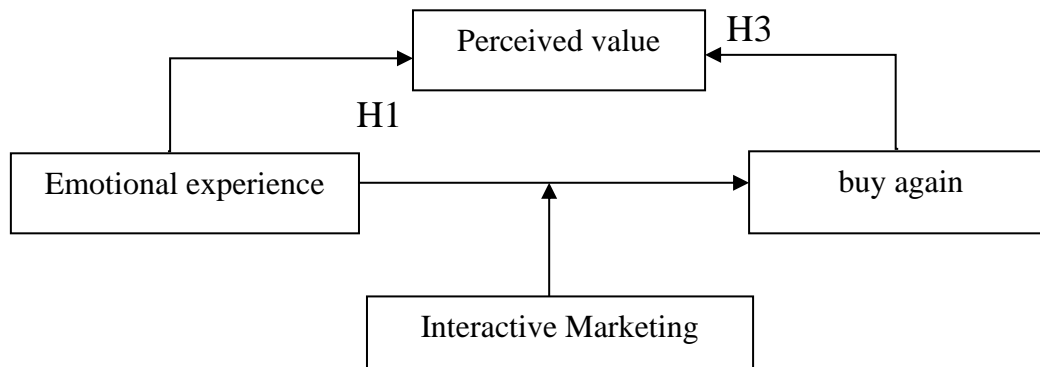 Perceived value
H3
H1
Emotional experience
buy again
Interactive Marketing